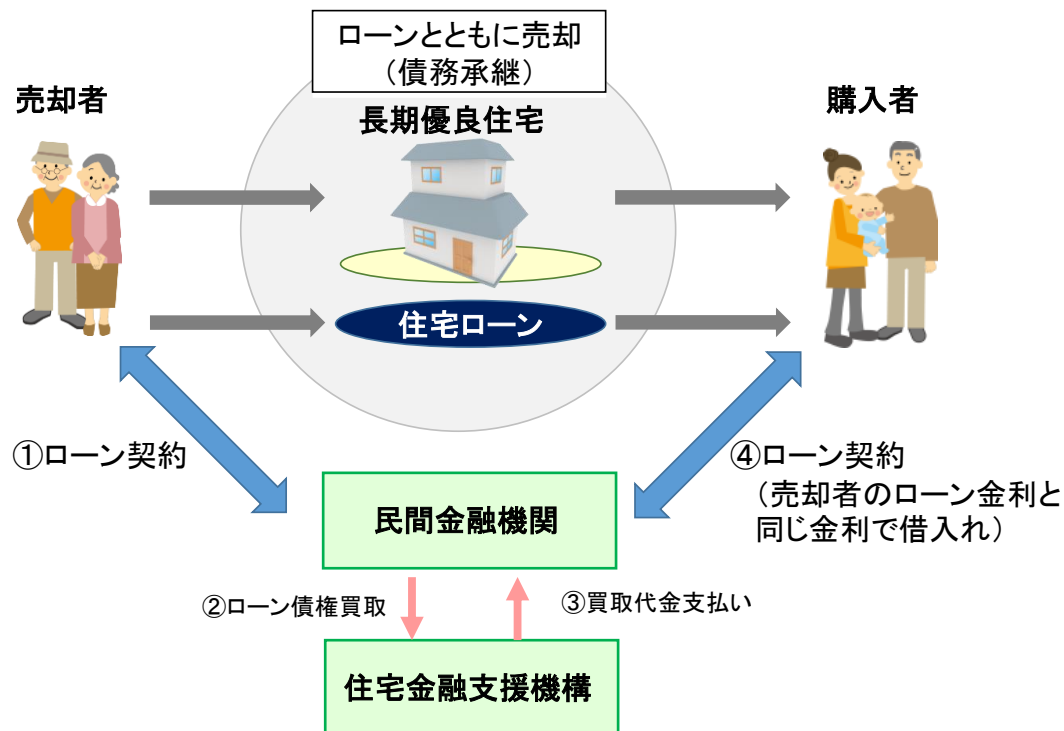 ローンとともに売却
（債務承継）
売却者
長期優良住宅
購入者
住宅ローン
①ローン契約
④ローン契約
（売却者のローン金利と
同じ金利で借入れ）
民間金融機関
②ローン債権買取
③買取代金支払い
住宅金融支援機構